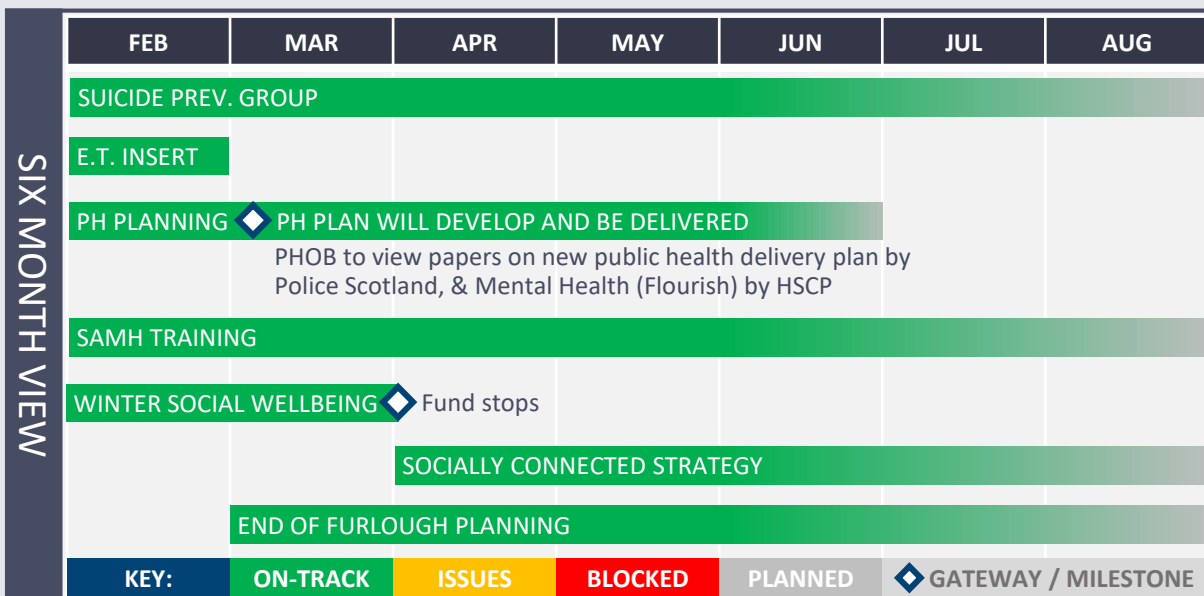 SIX MONTH VIEW
FEB MAR APR MAY JUN JUL AUG
SUICIDE PREV. GROUP
E.T. INSERT
PH PLANNING PH PLAN WILL DEVELOP AND BE DELIVERED
PHOB to view papers on new public health delivery plan by
Police Scotland, & Mental Health (Flourish) by HSCP
SAMH TRAINING
WINTER SOCIAL WELLBEING Fund stops
SOCIALLY CONNECTED STRATEGY
END OF FURLOUGH PLANNING
KEY: ON-TRACK ISSUES BLOCKED PLANNED GATEWAY / MILESTONE